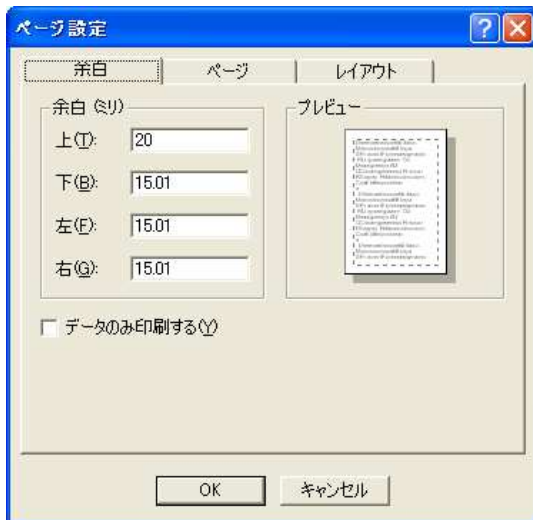 ページ設定
余白 ページ レイアウト
余白 (ミリ)
上(T): 20
下(B): 15.01
左(F): 15.01
右(G): 15.01
プレビュー
データのみ印刷する(Y)
OK キャンセル